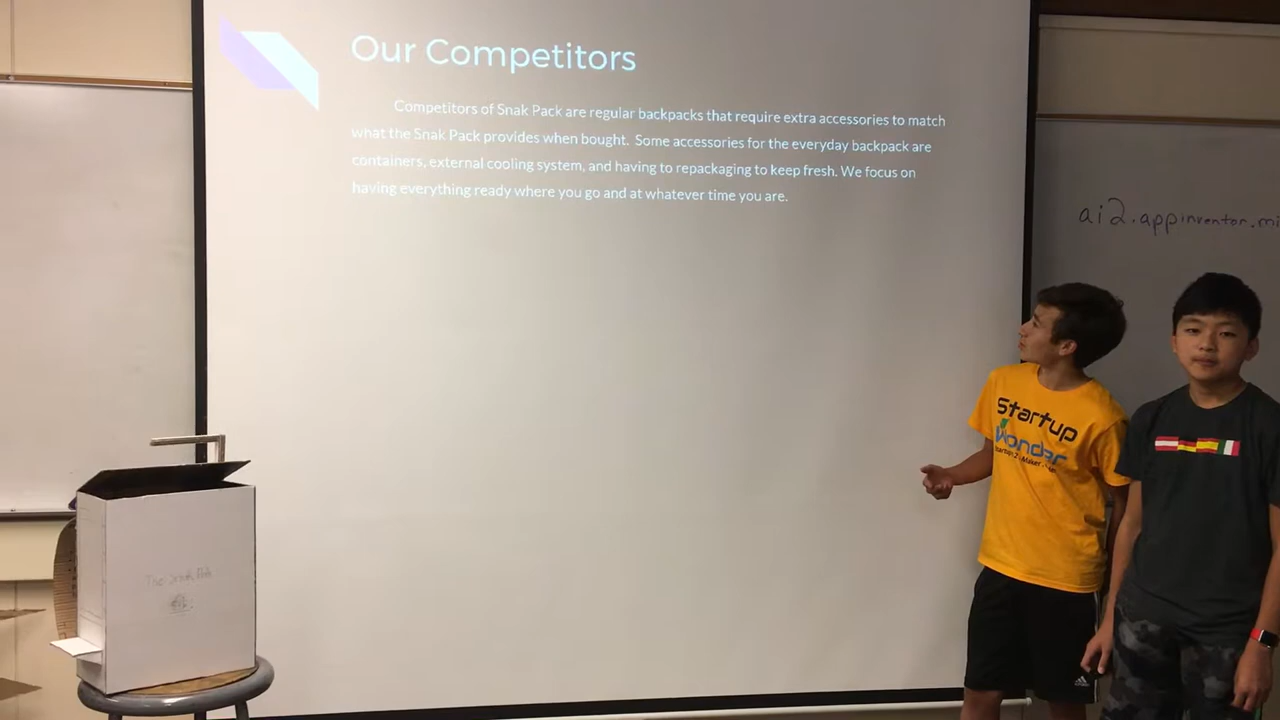 Our Competitors
Competitors of Snak Pack are regular backpacks that require extra accessories to match
what the Snak Pack provides when bought. Some accessories for the everyday backpack are
containers, external cooling system, and having to repackaging to keep fresh. We focus on
having everything ready where you go and at whatever time you are.
ai2.appinventor.mi
Startup
Wonder
The